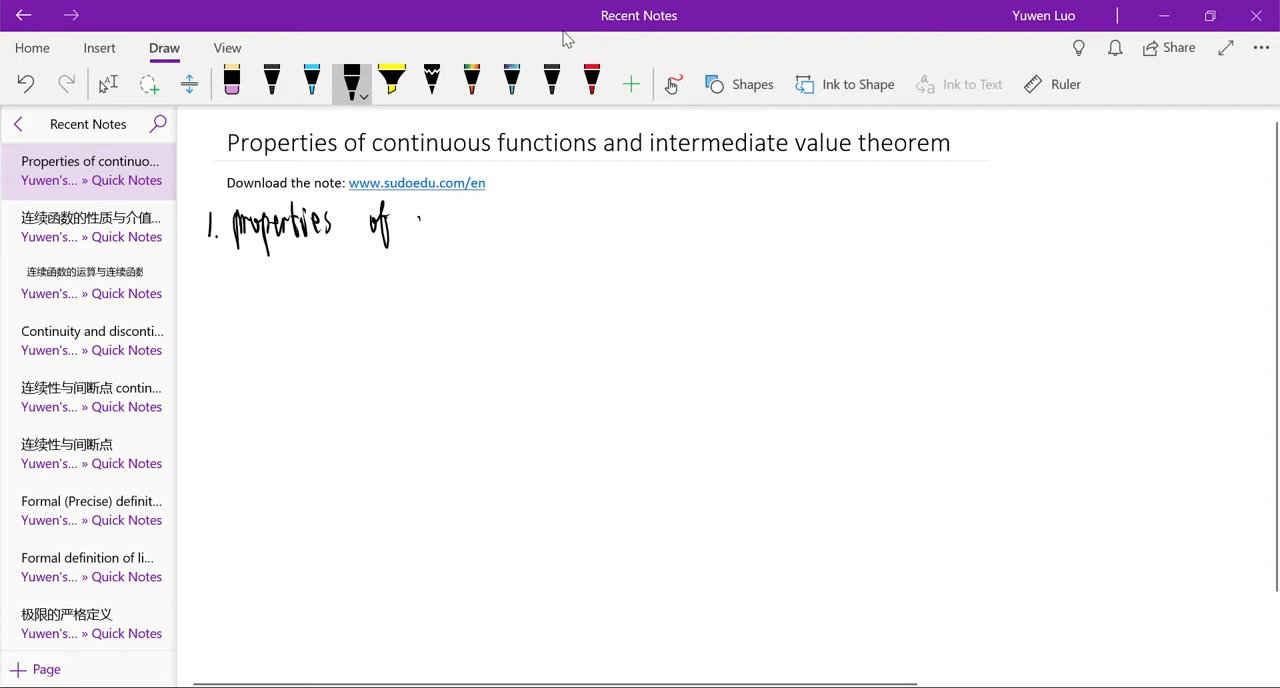 Recent Notes
Yuwen Luo
Home Insert Draw View
Share
Shapes Ink to Shape Ink to Text Ruler
Recent Notes
Properties of continuo...
Yuwen's... » Quick Notes
连续函数的性质与介值...
Yuwen's... » Quick Notes
连续函数的运算与连续函数
Yuwen's... » Quick Notes
Continuity and disconti...
Yuwen's... » Quick Notes
连续性与间断点 contin...
Yuwen's... » Quick Notes
连续性与间断点
Yuwen's... » Quick Notes
Formal (Precise) definit...
Yuwen's... » Quick Notes
Formal definition of li...
Yuwen's... » Quick Notes
极限的严格定义
Yuwen's... » Quick Notes
Page
Properties of continuous functions and intermediate value theorem
Download the note: www.sudoedu.com/en
1. properties of